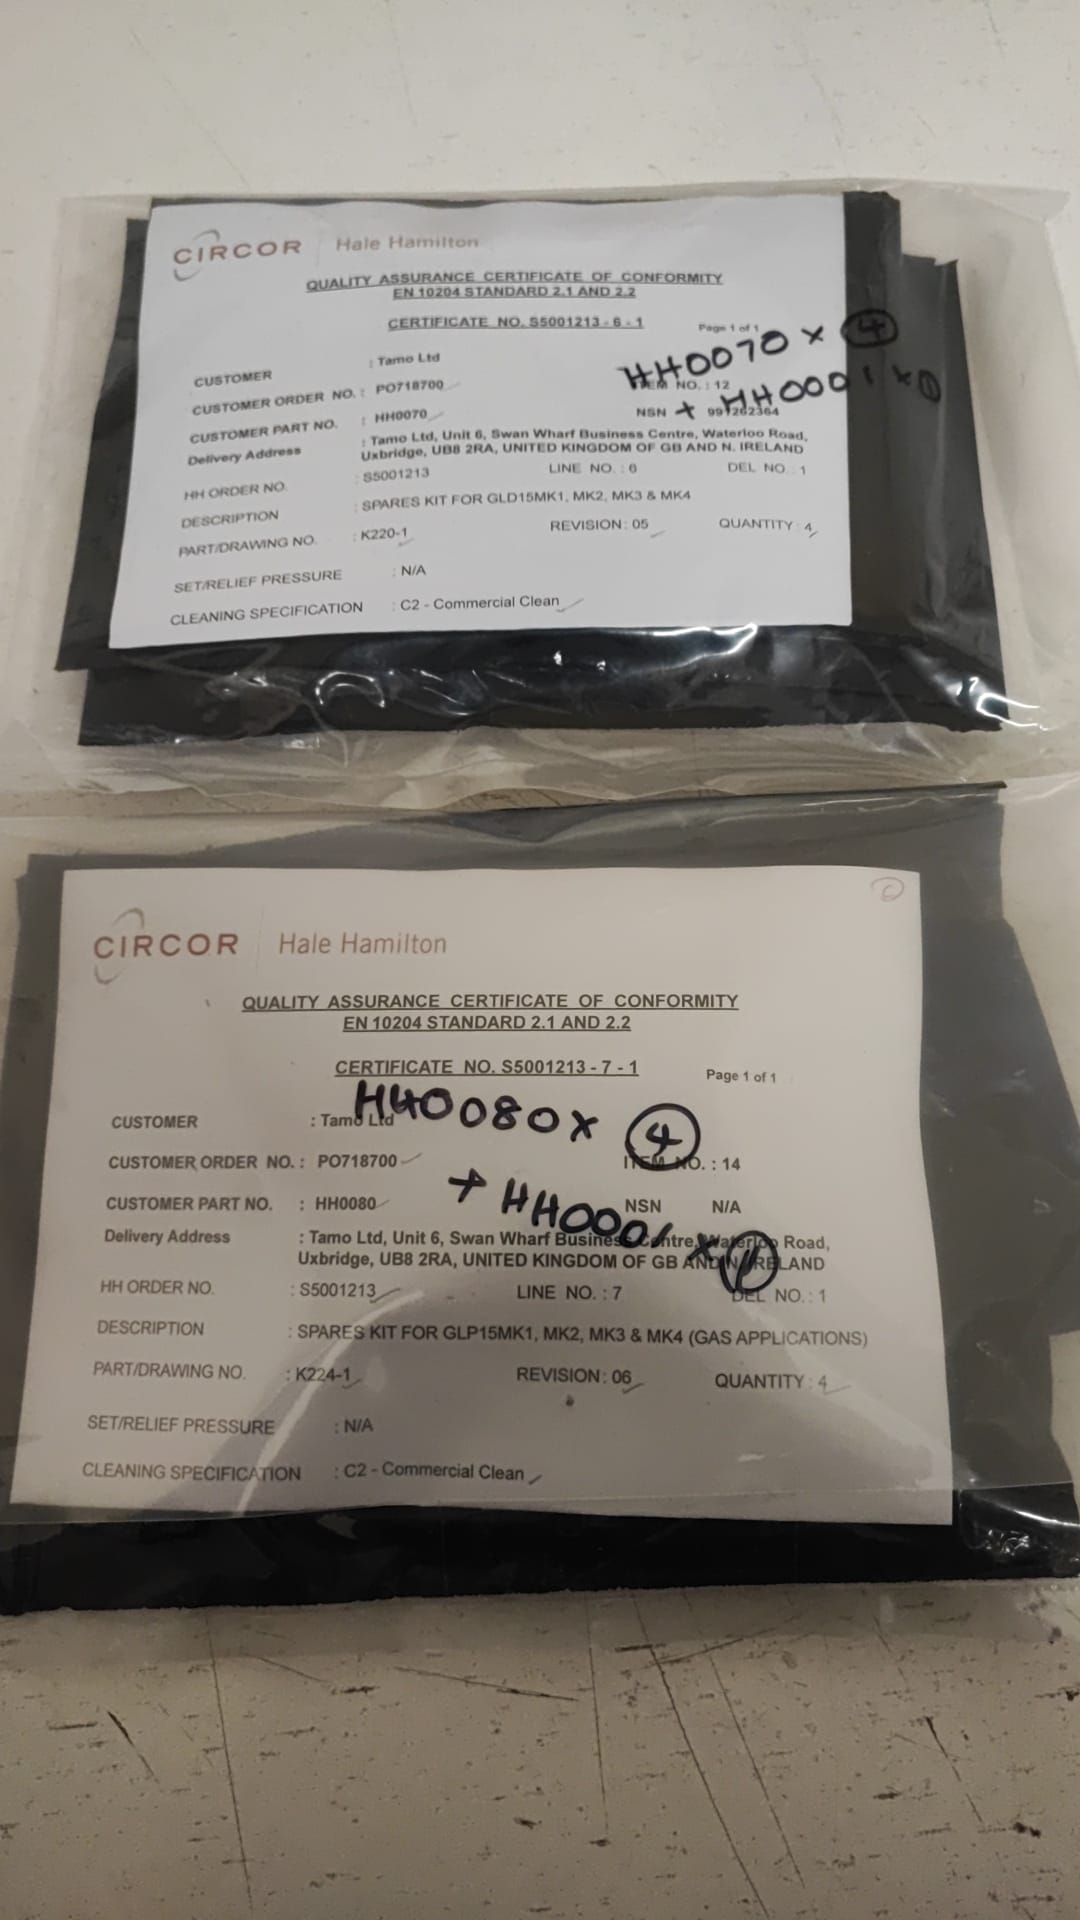 CIRCOR Hale Hamilton
QUALITY ASSURANCE CERTIFICATE OF CONFORMITY
EN 10204 STANDARD 2.1 AND 2.2
CERTIFICATE NO. S5001213 - 6 - 1 Page 1 of 1
HH0070 x 4
CUSTOMER : Tamo Ltd
CUSTOMER ORDER NO. : PO718700 ITEM NO. : 12
+ HH0001 x 1
CUSTOMER PART NO. : HH0070 NSN 991262364
Delivery Address : Tamo Ltd, Unit 6, Swan Wharf Business Centre, Waterloo Road,
Uxbridge, UB8 2RA, UNITED KINGDOM OF GB AND N. IRELAND
HH ORDER NO. : S5001213 LINE NO. : 6 DEL NO. : 1
DESCRIPTION : SPARES KIT FOR GLD15MK1, MK2, MK3 & MK4
PART/DRAWING NO. : K220-1 REVISION : 05 QUANTITY : 4
SET/RELIEF PRESSURE : N/A
CLEANING SPECIFICATION : C2 - Commercial Clean
CIRCOR Hale Hamilton
QUALITY ASSURANCE CERTIFICATE OF CONFORMITY
EN 10204 STANDARD 2.1 AND 2.2
CERTIFICATE NO. S5001213 - 7 - 1 Page 1 of 1
HH0080 x 4
CUSTOMER : Tamo Ltd
CUSTOMER ORDER NO. : PO718700 ITEM NO. : 14
+ HH0001 x 1
CUSTOMER PART NO. : HH0080 NSN N/A
Delivery Address : Tamo Ltd, Unit 6, Swan Wharf Business Centre, Waterloo Road,
Uxbridge, UB8 2RA, UNITED KINGDOM OF GB AND N. IRELAND
HH ORDER NO. : S5001213 LINE NO. : 7 DEL NO. : 1
DESCRIPTION : SPARES KIT FOR GLP15MK1, MK2, MK3 & MK4 (GAS APPLICATIONS)
PART/DRAWING NO. : K224-1 REVISION : 06 QUANTITY : 4
SET/RELIEF PRESSURE : N/A
CLEANING SPECIFICATION : C2 - Commercial Clean